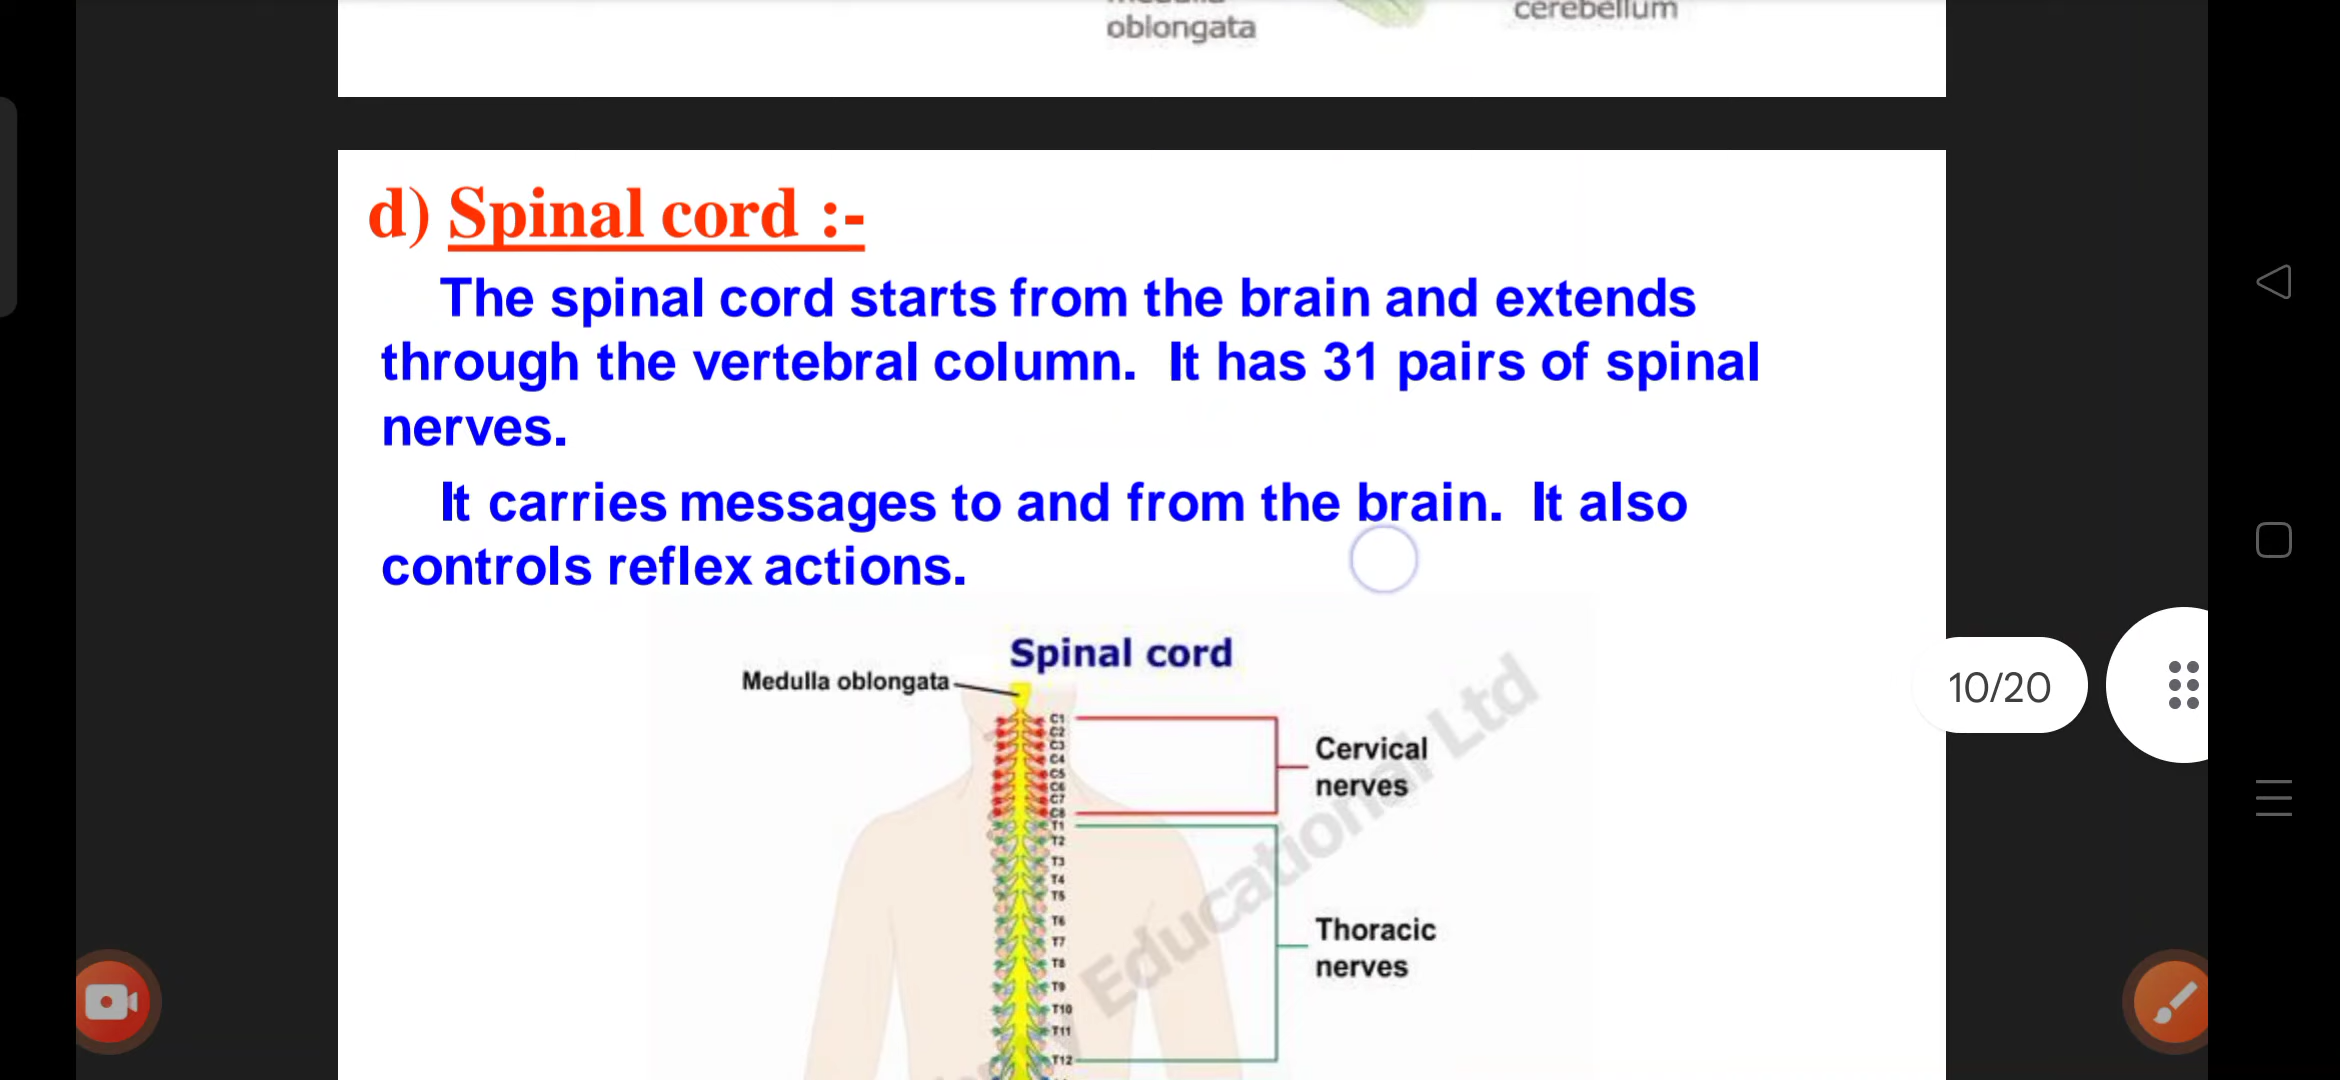 oblongata
cerebellum
d) Spinal cord :-
The spinal cord starts from the brain and extends
through the vertebral column. It has 31 pairs of spinal
nerves.
It carries messages to and from the brain. It also
controls reflex actions.
Spinal cord
Medulla oblongata
C1
C2
C3
C4
C5
C6
C7
C8
Cervical
nerves
T1
T2
T3
T4
T5
T6
T7
T8
T9
T10
T11
T12
Thoracic
nerves
Educational Ltd
10/20